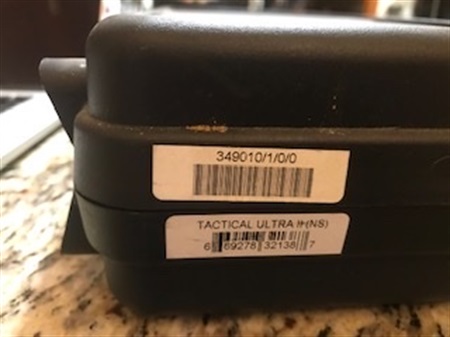 349010/1/0/0
TACTICAL ULTRA II(NS)
6 69278 32138 7